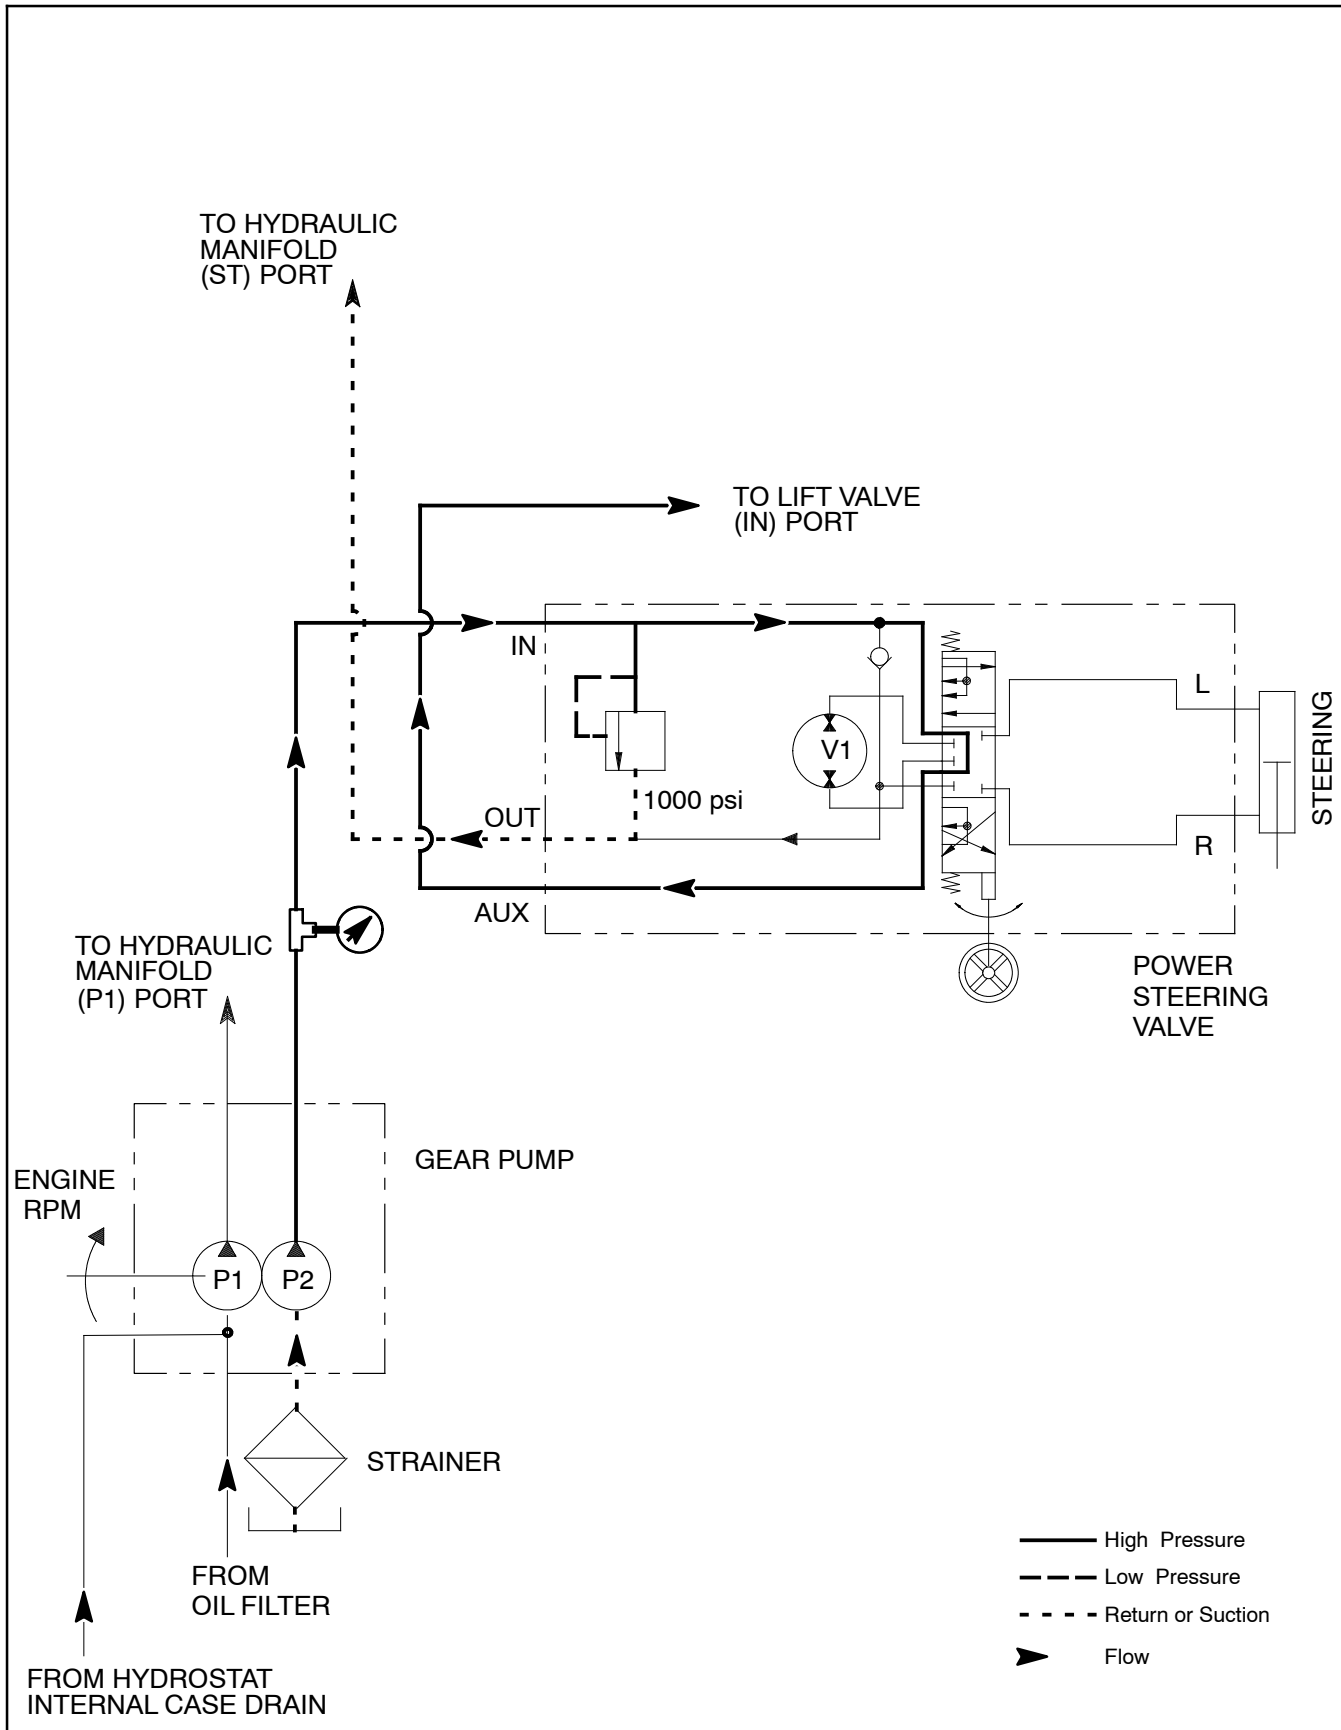 TO HYDRAULIC
MANIFOLD
(ST) PORT
TO LIFT VALVE
(IN) PORT
IN
L
STEERING
V1
1000 psi
OUT
R
AUX
TO HYDRAULIC
MANIFOLD
(P1) PORT
POWER
STEERING
VALVE
GEAR PUMP
ENGINE
RPM
P1
P2
STRAINER
FROM
OIL FILTER
FROM HYDROSTAT
INTERNAL CASE DRAIN
High Pressure
Low Pressure
Return or Suction
Flow